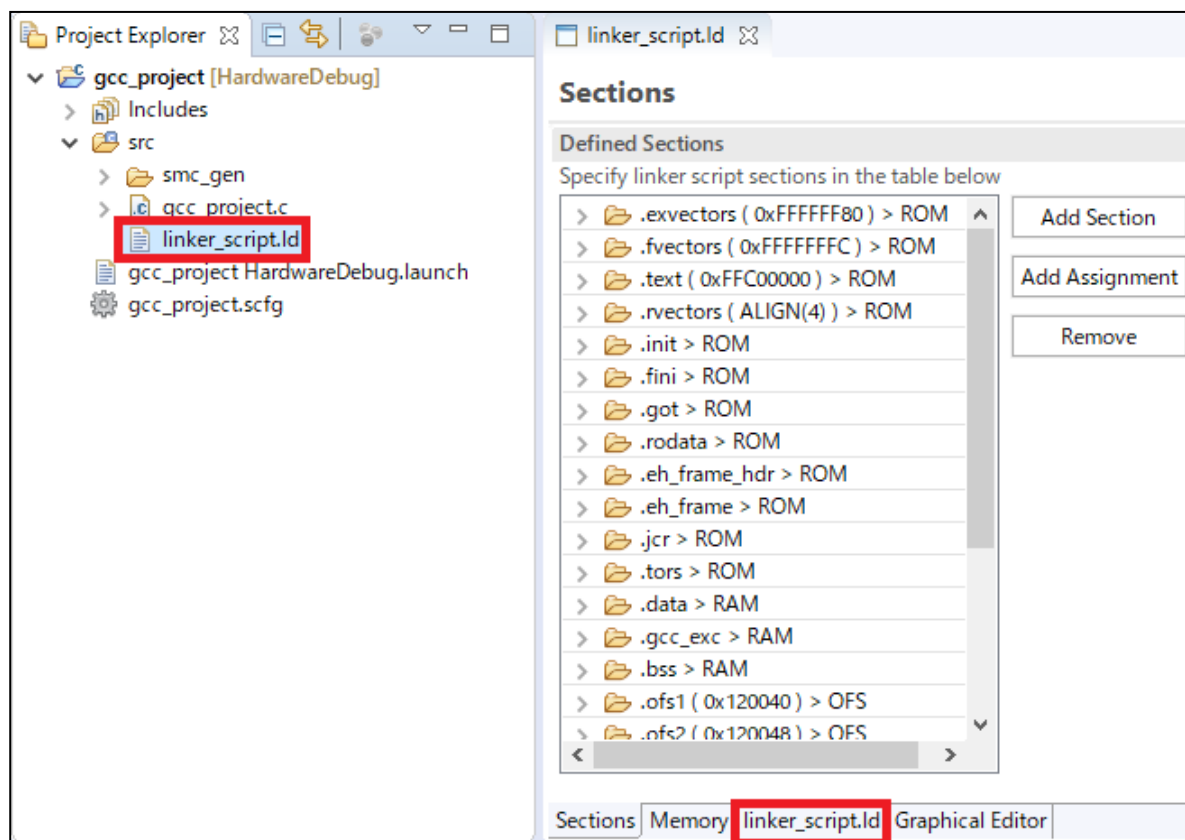 Project Explorer
gcc_project [HardwareDebug]
Includes
src
smc_gen
gcc_project.c
linker_script.ld
gcc_project HardwareDebug.launch
gcc_project.scfg
linker_script.ld
Sections
Defined Sections
Specify linker script sections in the table below
.exvectors ( 0xFFFFFF80 ) > ROM
.fvectors ( 0xFFFFFFFC ) > ROM
.text ( 0xFFC00000 ) > ROM
.rvectors ( ALIGN(4) ) > ROM
.init > ROM
.fini > ROM
.got > ROM
.rodata > ROM
.eh_frame_hdr > ROM
.eh_frame > ROM
.jcr > ROM
.tors > ROM
.data > RAM
.gcc_exc > RAM
.bss > RAM
.ofs1 ( 0x120040 ) > OFS
.ofs2 ( 0x120048 ) > OFS
Add Section
Add Assignment
Remove
Sections Memory linker_script.ld Graphical Editor